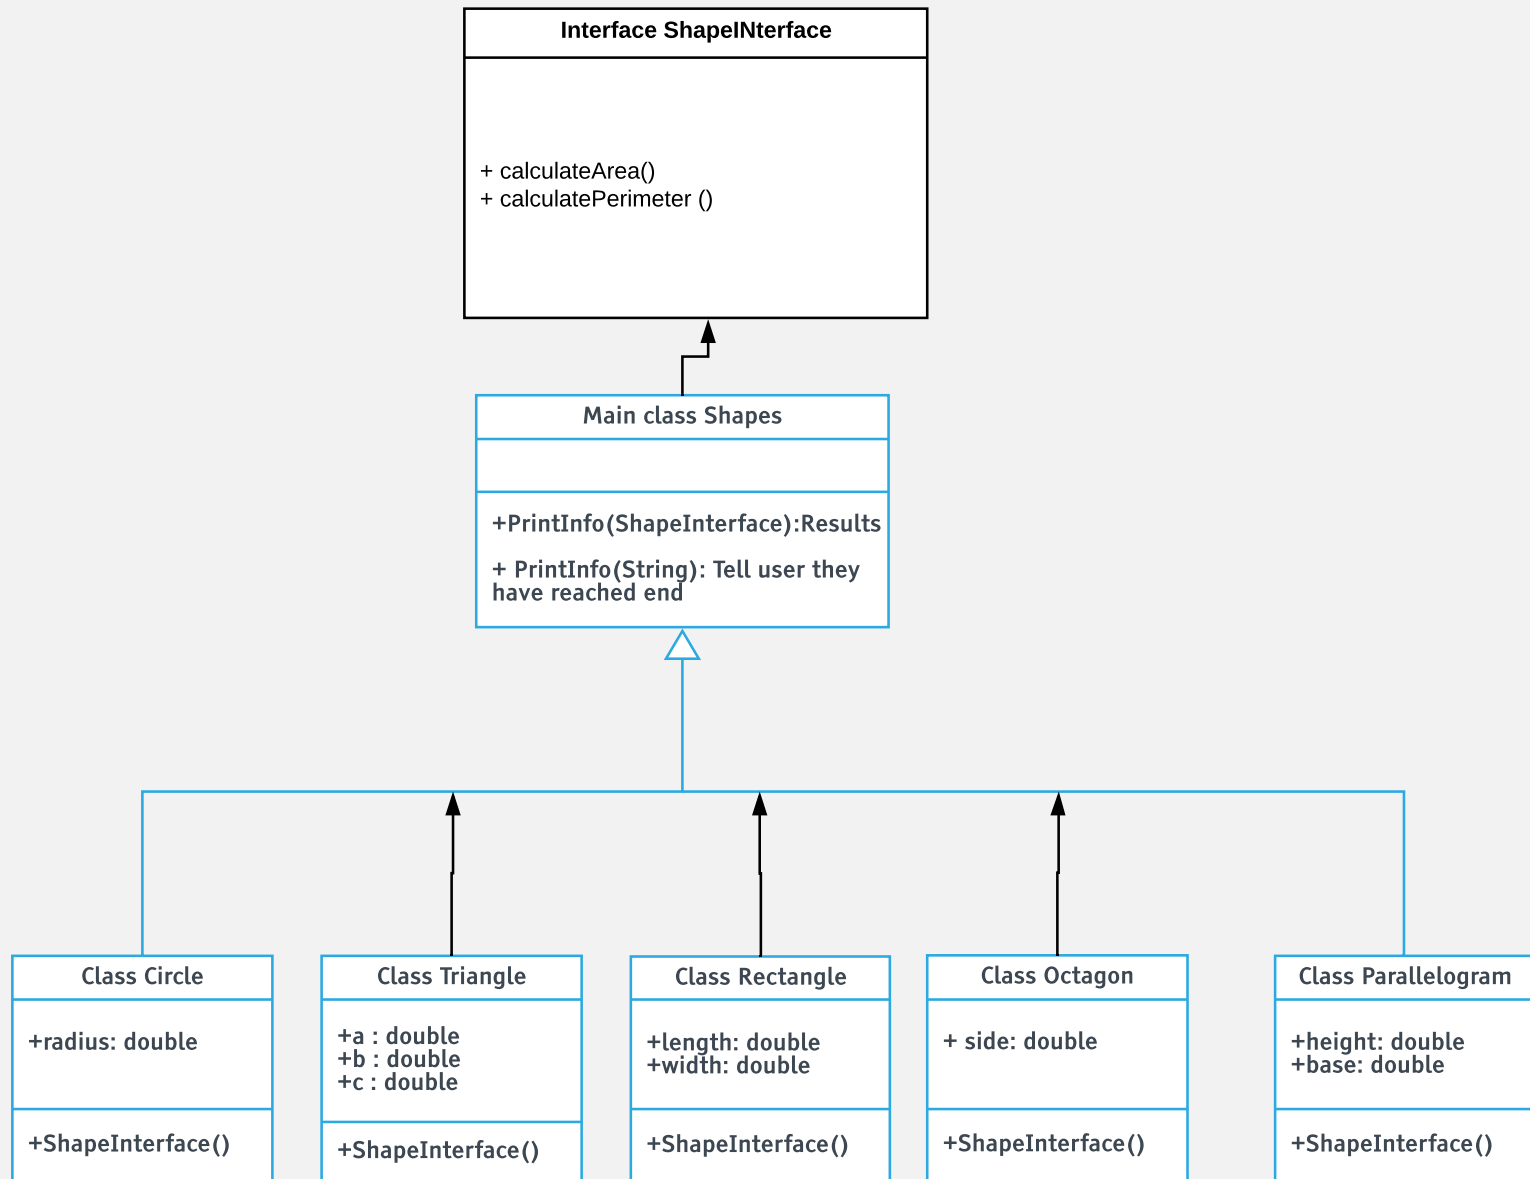 Interface ShapeINterface
+ calculateArea()
+ calculatePerimeter ()
Main class Shapes
+PrintInfo(ShapeInterface):Results
+ PrintInfo(String): Tell user they
have reached end
Class Circle
+radius: double
+ShapeInterface()
Class Triangle
+a : double
+b : double
+c : double
+ShapeInterface()
Class Rectangle
+length: double
+width: double
+ShapeInterface()
Class Octagon
+ side: double
+ShapeInterface()
Class Parallelogram
+height: double
+base: double
+ShapeInterface()